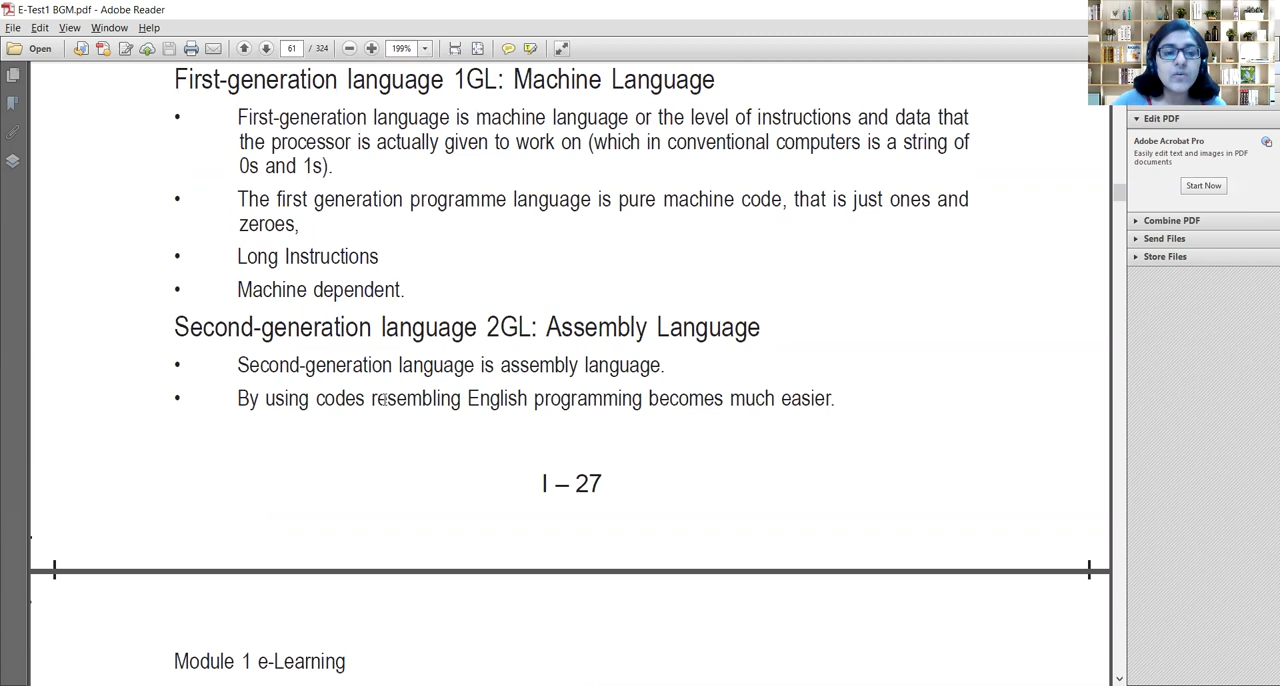 E-Test1 BGM.pdf - Adobe Reader
File Edit View Window Help
Open 61 / 324 199%
First-generation language 1GL: Machine Language
• First-generation language is machine language or the level of instructions and data that
the processor is actually given to work on (which in conventional computers is a string of
0s and 1s).
• The first generation programme language is pure machine code, that is just ones and
zeroes,
• Long Instructions
• Machine dependent.
Second-generation language 2GL: Assembly Language
• Second-generation language is assembly language.
• By using codes resembling English programming becomes much easier.
I – 27
Module 1 e-Learning
Edit PDF
Adobe Acrobat Pro
Easily edit text and images in PDF
documents
Start Now
Combine PDF
Send Files
Store Files